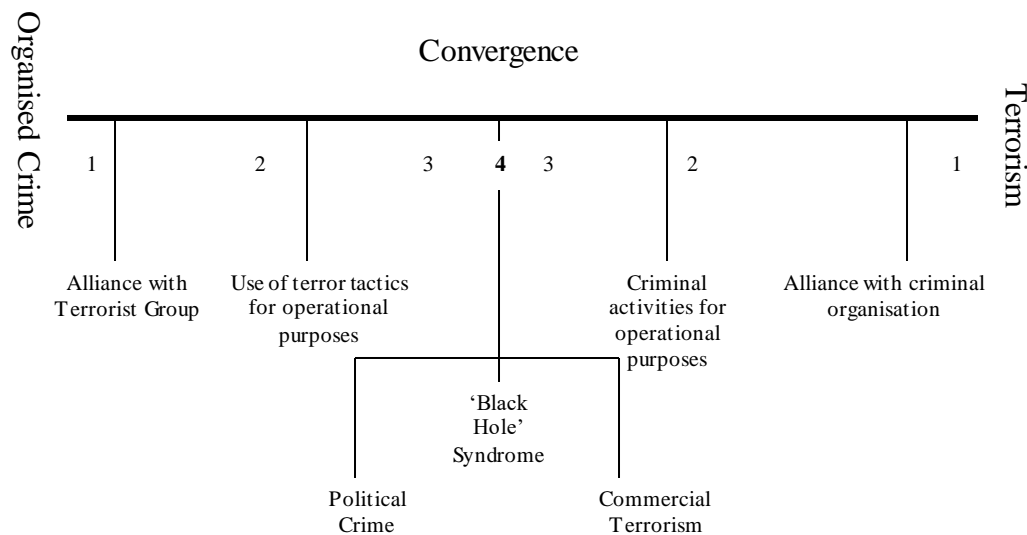 Organised Crime
Convergence
Terrorism
1
2
3
4
3
2
1
Alliance with
Terrorist Group
Use of terror tactics
for operational
purposes
Criminal
activities for
operational
purposes
Alliance with criminal
organisation
‘Black
Hole’
Syndrome
Political
Crime
Commercial
Terrorism